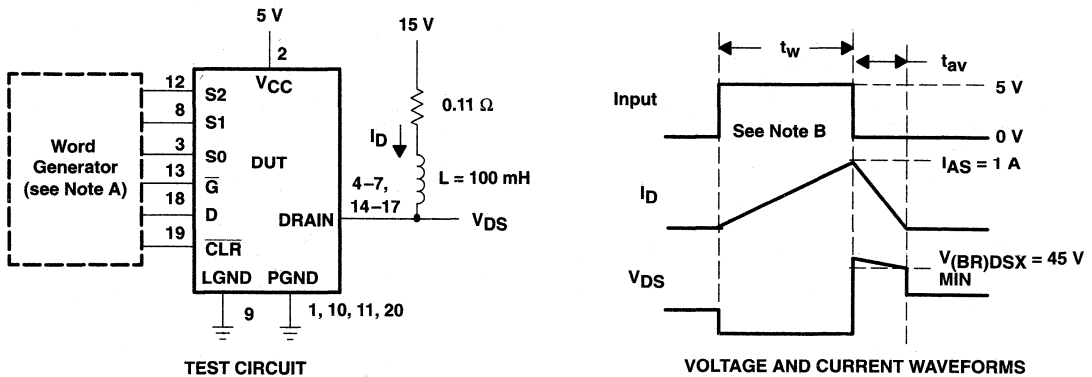 5 V
2
VCC
15 V
0.11 Ω
ID
L = 100 mH
Word
Generator
(see Note A)
12 S2
8 S1
3 S0
13 G
18 D
19 CLR
DUT
DRAIN
4–7,
14–17
VDS
LGND PGND
9
1, 10, 11, 20
TEST CIRCUIT
tw
tav
Input
5 V
See Note B
0 V
IAS = 1 A
ID
V(BR)DSX = 45 V
MIN
VDS
VOLTAGE AND CURRENT WAVEFORMS